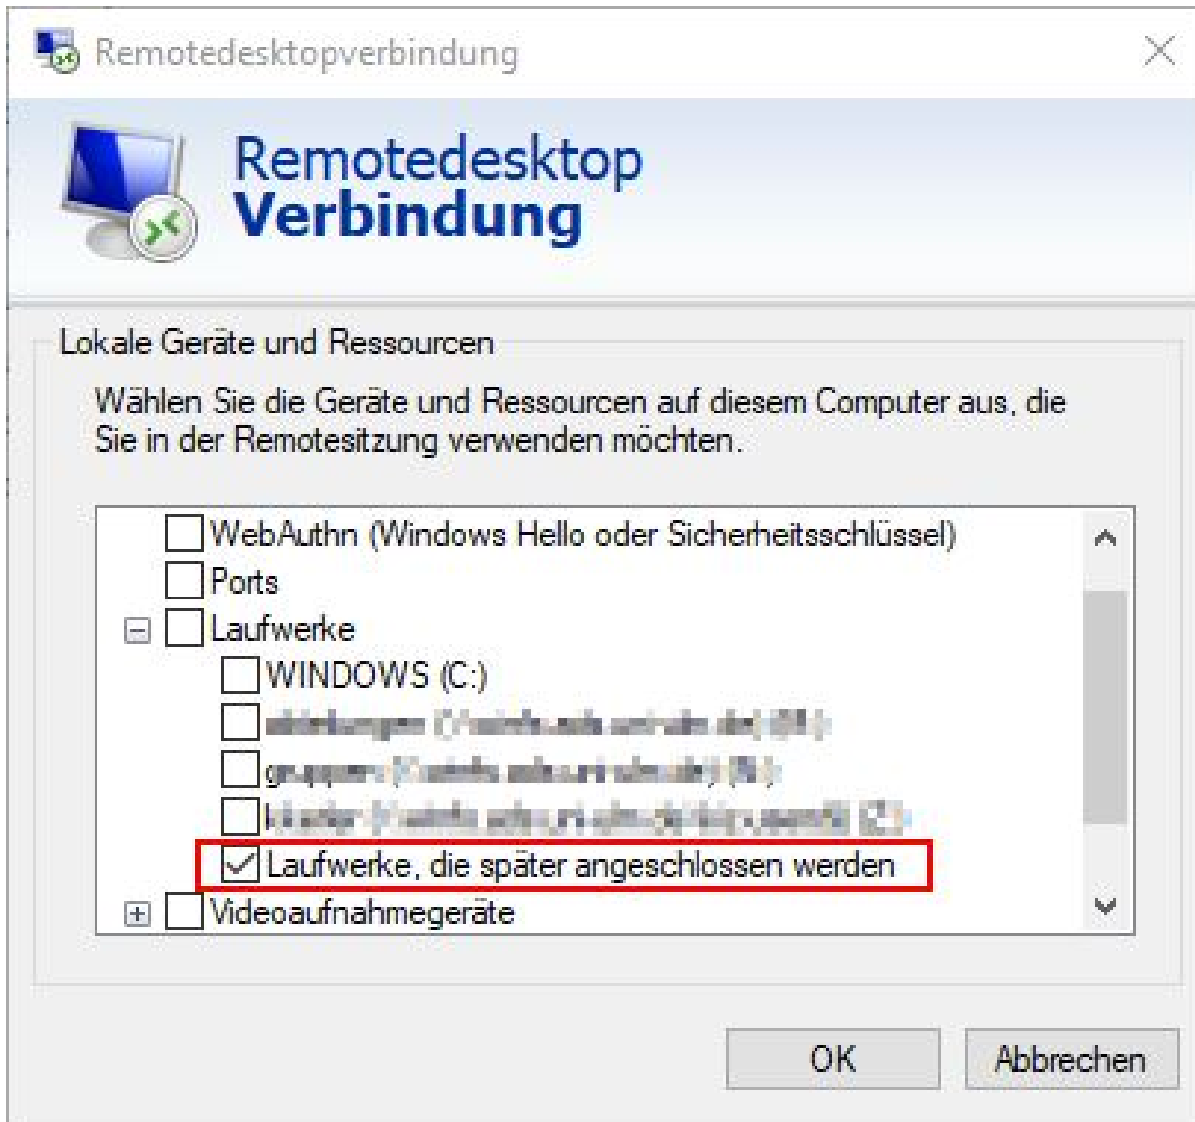 Remotedesktopverbindung
Remotedesktop
Verbindung
Lokale Geräte und Ressourcen
Wählen Sie die Geräte und Ressourcen auf diesem Computer aus, die
Sie in der Remotesitzung verwenden möchten.
WebAuthn (Windows Hello oder Sicherheitsschlüssel)
Ports
Laufwerke
WINDOWS (C:)
Laufwerke, die später angeschlossen werden
Videoaufnahmegeräte
OK
Abbrechen